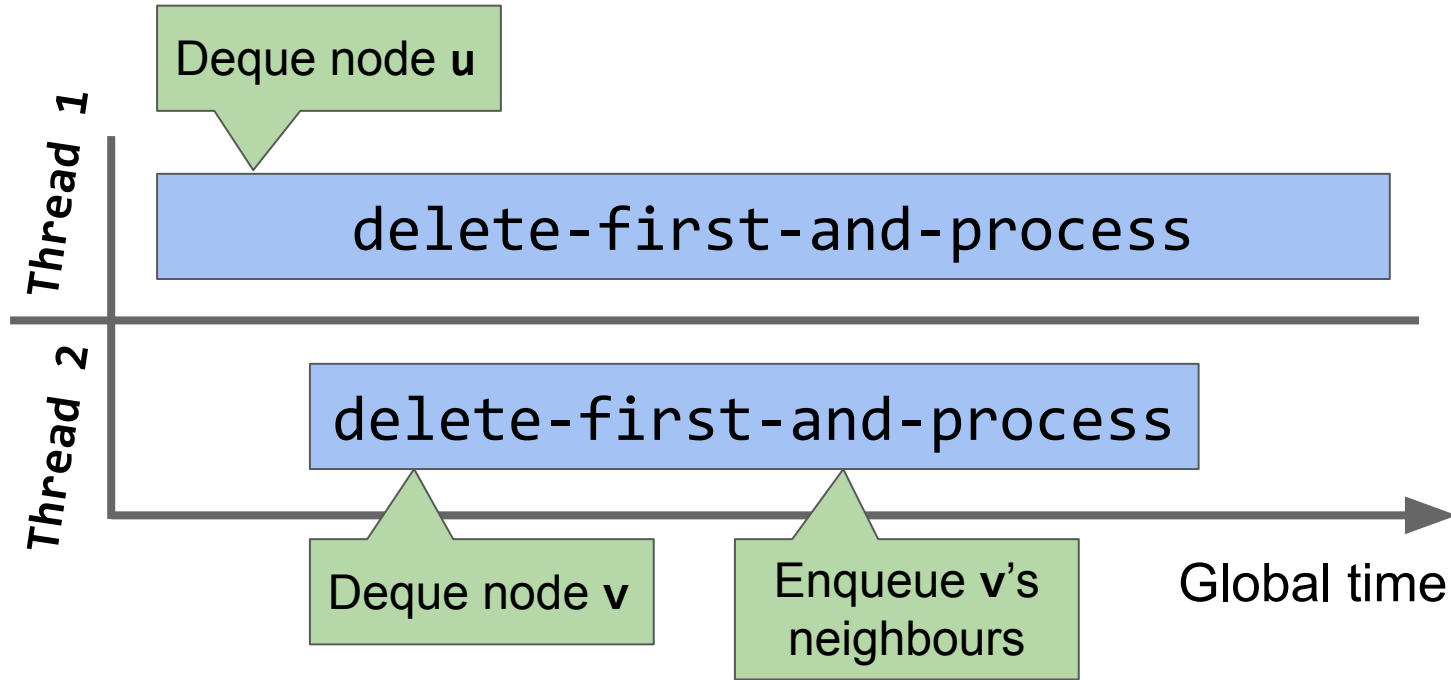 Deque node u
Thread 1
delete-first-and-process
Thread 2
delete-first-and-process
Deque node v
Enqueue v’s
neighbours
Global time